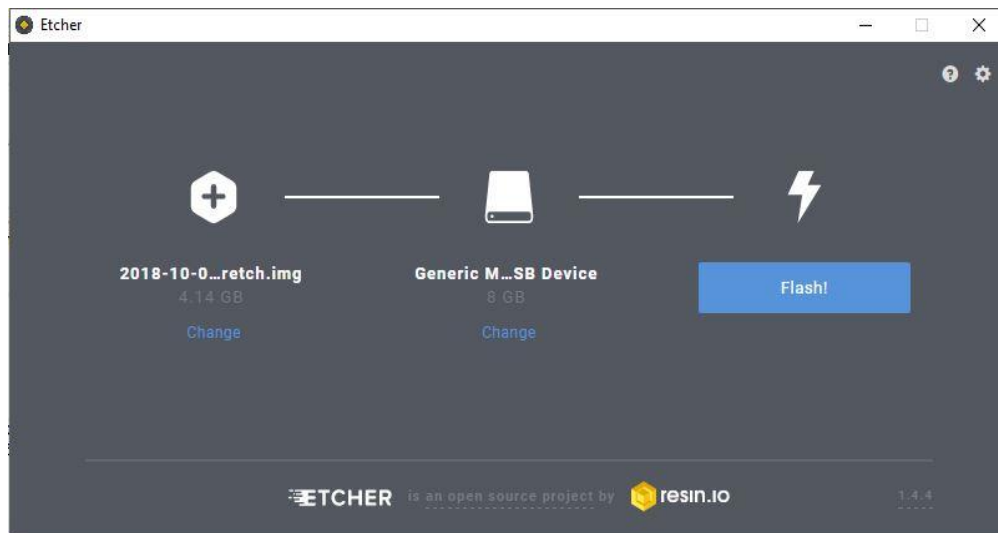 Etcher
2018-10-0...retch.img
Generic M...SB Device
Flash!
4.14 GB
8 GB
Change
Change
ETCHER is an open source project by resin.io
1.4.4